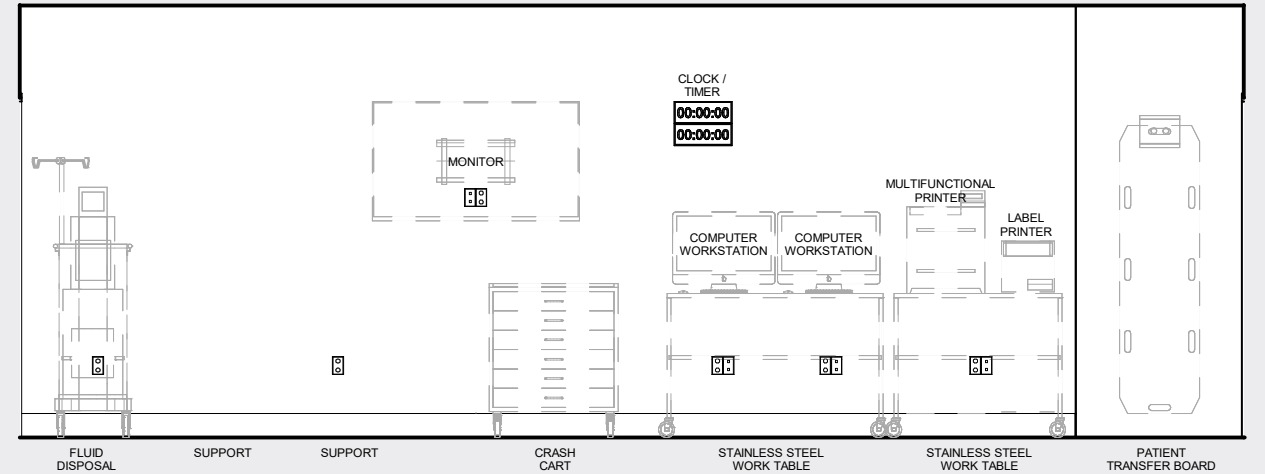 CLOCK /
TIMER
00:00:00
00:00:00
MONITOR
MULTIFUNCTIONAL
PRINTER
LABEL
PRINTER
COMPUTER
WORKSTATION
COMPUTER
WORKSTATION
FLUID
DISPOSAL
SUPPORT
SUPPORT
CRASH
CART
STAINLESS STEEL
WORK TABLE
STAINLESS STEEL
WORK TABLE
PATIENT
TRANSFER BOARD